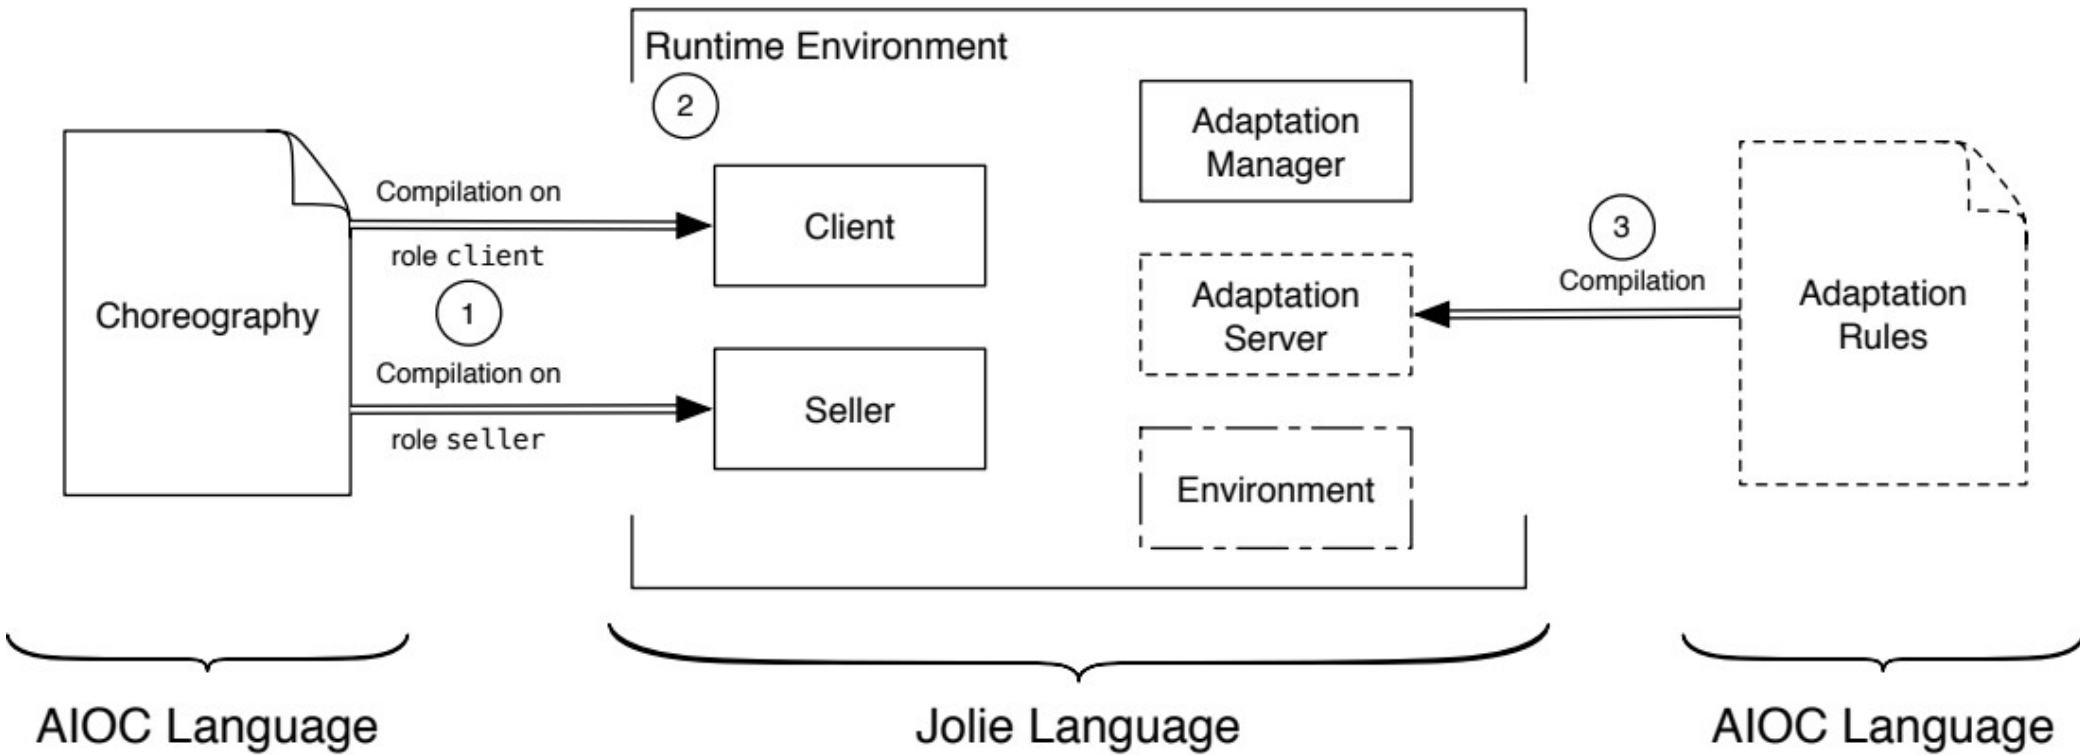 Runtime Environment
2
Choreography
Compilation on
role client
1
Compilation on
role seller
Client
Seller
Adaptation
Manager
Adaptation
Server
Environment
3
Compilation
Adaptation
Rules
AIOC Language
Jolie Language
AIOC Language